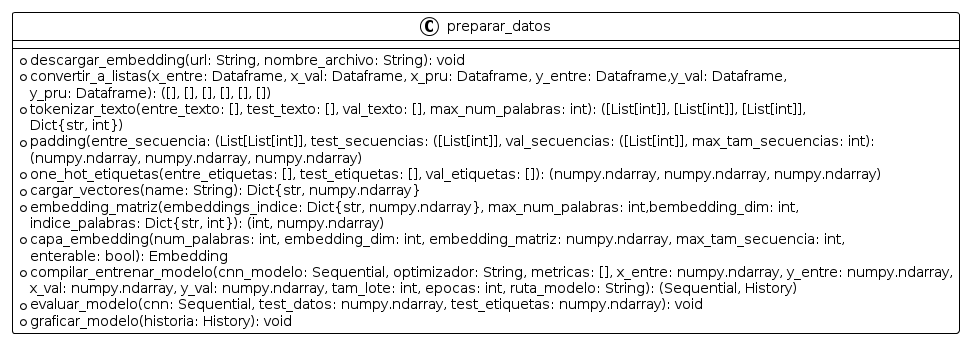 C preparar_datos
descargar_embedding(url: String, nombre_archivo: String): void
convertir_a_listas(x_entre: Dataframe, x_val: Dataframe, x_pru: Dataframe, y_entre: Dataframe,y_val: Dataframe,
y_pru: Dataframe): ([], [], [], [], [], [])
tokenizar_texto(entre_texto: [], test_texto: [], val_texto: [], max_num_palabras: int): ([List[int]], [List[int]], [List[int]],
Dict{str, int})
padding(entre_secuencia: (List[List[int]], test_secuencias: ([List[int]], val_secuencias: ([List[int]], max_tam_secuencias: int):
(numpy.ndarray, numpy.ndarray, numpy.ndarray)
one_hot_etiquetas(entre_etiquetas: [], test_etiquetas: [], val_etiquetas: []]): (numpy.ndarray, numpy.ndarray, numpy.ndarray)
cargar_vectores(name: String): Dict{str, numpy.ndarray}
embedding_matriz(embeddings_indice: Dict{str, numpy.ndarray}, max_num_palabras: int,bembedding_dim: int,
indice_palabras: Dict{str, int}): (int, numpy.ndarray)
capa_embedding(num_palabras: int, embedding_dim: int, embedding_matriz: numpy.ndarray, max_tam_secuencia: int,
enterable: bool): Embedding
compilar_entrenar_modelo(cnn_modelo: Sequential, optimizador: String, metricas: [], x_entre: numpy.ndarray, y_entre: numpy.ndarray,
x_val: numpy.ndarray, y_val: numpy.ndarray, tam_lote: int, epocas: int, ruta_modelo: String): (Sequential, History)
evaluar_modelo(cnn: Sequential, test_datos: numpy.ndarray, test_etiquetas: numpy.ndarray): void
graficar_modelo(historia: History): void